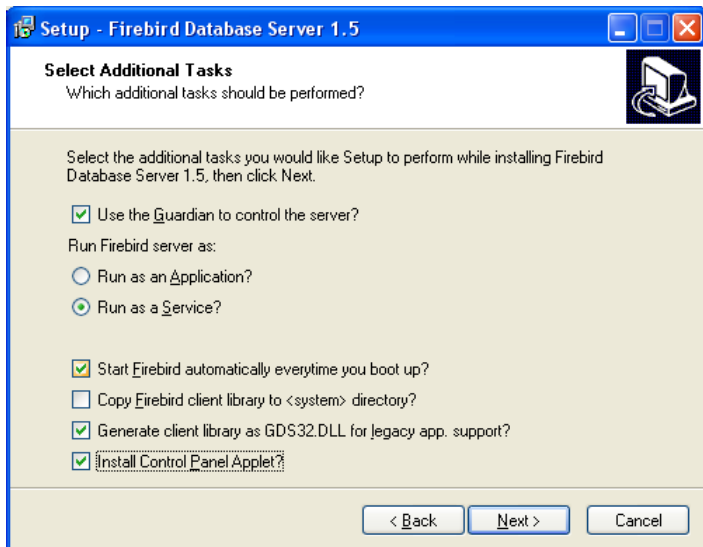 Setup - Firebird Database Server 1.5
Select Additional Tasks
Which additional tasks should be performed?
Select the additional tasks you would like Setup to perform while installing Firebird
Database Server 1.5, then click Next.
Use the Guardian to control the server?
Run Firebird server as:
Run as an Application?
Run as a Service?
Start Firebird automatically everytime you boot up?
Copy Firebird client library to <system> directory?
Generate client library as GDS32.DLL for legacy app. support?
Install Control Panel Applet?
< Back
Next >
Cancel